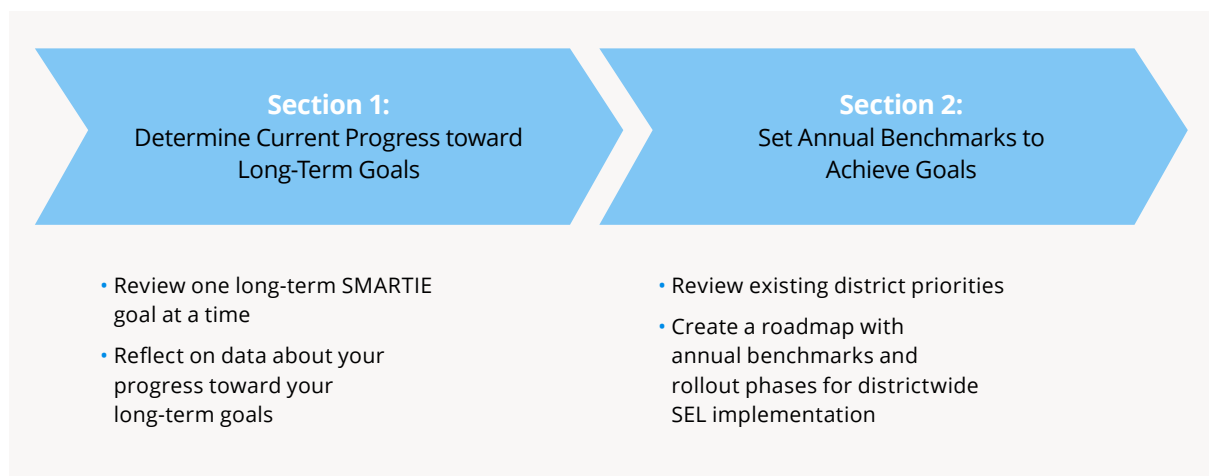 Section 1:
Determine Current Progress toward
Long-Term Goals
Section 2:
Set Annual Benchmarks to
Achieve Goals
• Review one long-term SMARTIE
goal at a time
• Reflect on data about your
progress toward your
long-term goals
• Review existing district priorities
• Create a roadmap with
annual benchmarks and
rollout phases for districtwide
SEL implementation